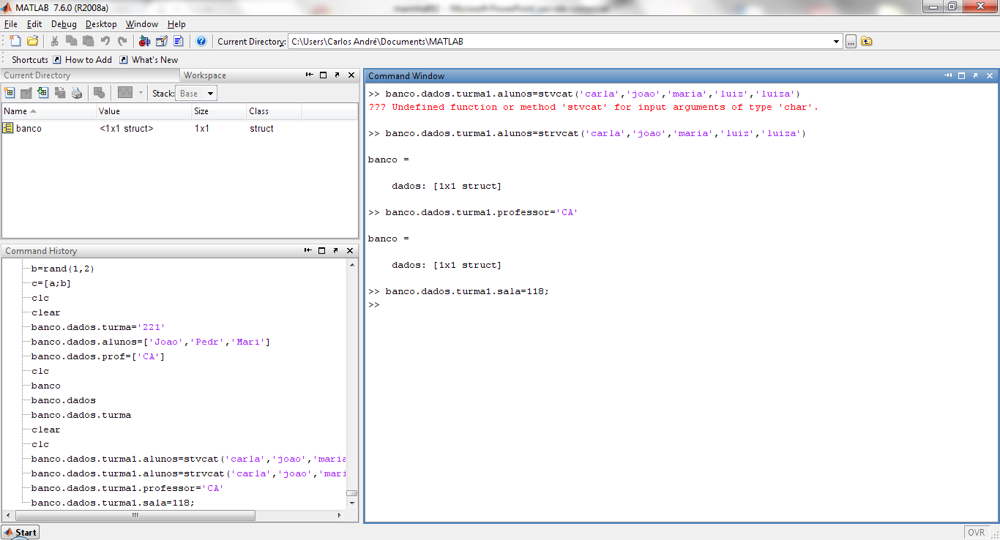 MATLAB 7.6.0 (R2008a)
File Edit Debug Desktop Window Help
Current Directory: C:\Users\Carlos André\Documents\MATLAB ...
Shortcuts How to Add What's New
Current Directory Workspace
Stack: Base
Name Value Size Class
banco <1x1 struct> 1x1 struct
Command History
b=rand(1,2)
c=[a;b]
clc
clear
banco.dados.turma='221'
banco.dados.alunos=['Joao','Pedr','Mari']
banco.dados.prof=['CA']
clc
banco
banco.dados
banco.dados.turma
clear
clc
banco.dados.turma1.alunos=stvcat('carla','joao','maria
banco.dados.turma1.alunos=strvcat('carla','joao','mari
banco.dados.turma1.professor='CA'
banco.dados.turma1.sala=118;
Command Window
>> banco.dados.turma1.alunos=stvcat('carla','joao','maria','luiz','luiza')
??? Undefined function or method 'stvcat' for input arguments of type 'char'.
>> banco.dados.turma1.alunos=strvcat('carla','joao','maria','luiz','luiza')
banco =
dados: [1x1 struct]
>> banco.dados.turma1.professor='CA'
banco =
dados: [1x1 struct]
>> banco.dados.turma1.sala=118;
>>
Start
OVR